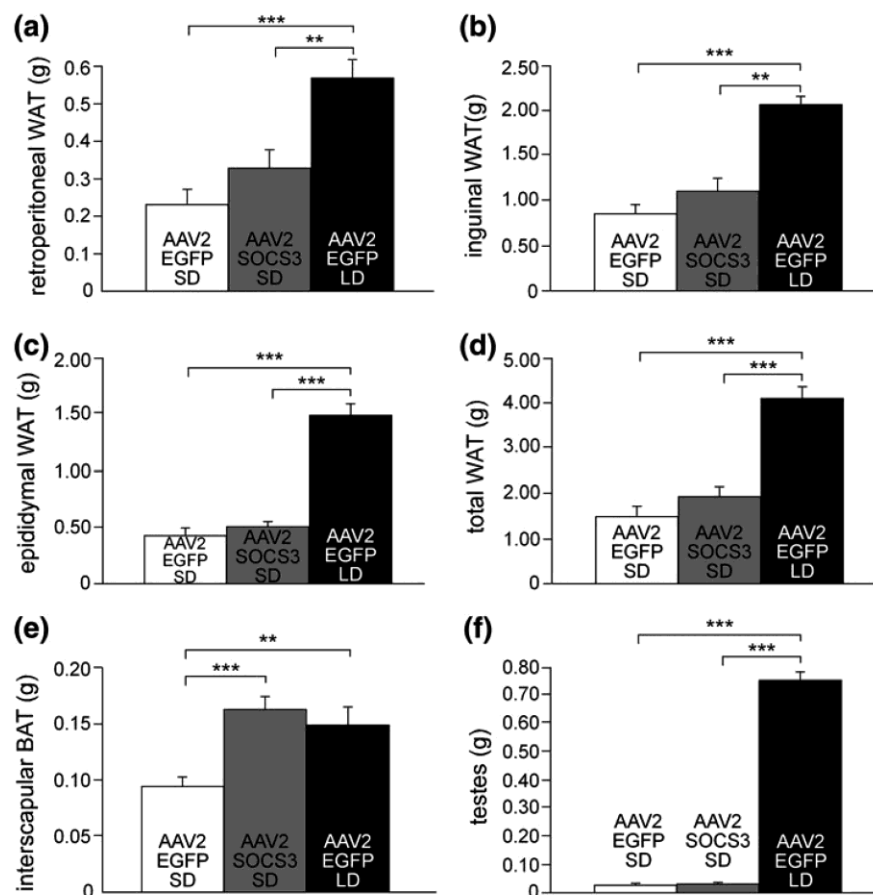 (a)
***
**
retroperitoneal WAT (g)
0.6
0.5
0.4
0.3
0.2
0.1
0
AAV2
EGFP
SD
AAV2
SOCS3
SD
AAV2
EGFP
LD
(b)
***
**
inguinal WAT(g)
2.50
2.00
1.50
1.00
0.50
0
AAV2
EGFP
SD
AAV2
SOCS3
SD
AAV2
EGFP
LD
(c)
***
***
epididymal WAT (g)
2.00
1.50
1.00
0.50
0
AAV2
EGFP
SD
AAV2
SOCS3
SD
AAV2
EGFP
LD
(d)
***
***
total WAT (g)
5.00
4.00
3.00
2.00
1.00
0
AAV2
EGFP
SD
AAV2
SOCS3
SD
AAV2
EGFP
LD
(e)
**
***
interscapular BAT (g)
0.20
0.15
0.10
0.05
0
AAV2
EGFP
SD
AAV2
SOCS3
SD
AAV2
EGFP
LD
(f)
***
***
testes (g)
0.80
0.70
0.60
0.50
0.40
0.30
0.20
0.10
0
AAV2
EGFP
SD
AAV2
SOCS3
SD
AAV2
EGFP
LD